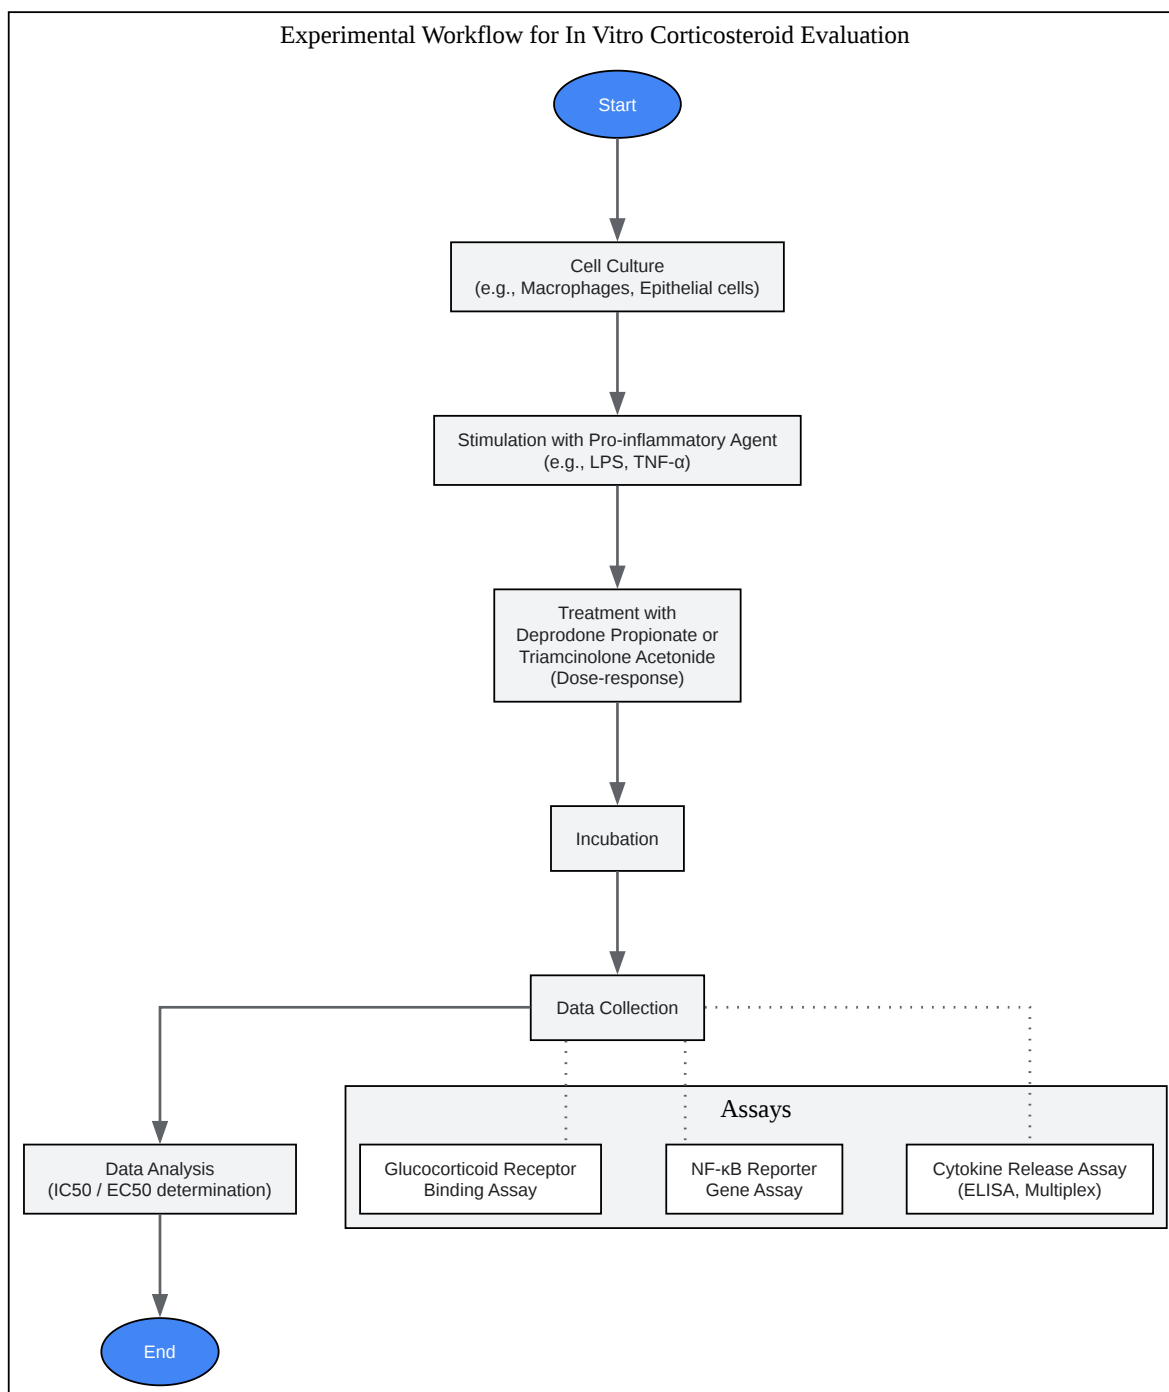 Experimental Workflow for In Vitro Corticosteroid Evaluation
Start
Cell Culture
(e.g., Macrophages, Epithelial cells)
Stimulation with Pro-inflammatory Agent
(e.g., LPS, TNF-α)
Treatment with
Deprodone Propionate or
Triamcinolone Acetonide
(Dose-response)
Incubation
Data Collection
Assays
Data Analysis
(IC50 / EC50 determination)
Glucocorticoid Receptor
Binding Assay
NF-κB Reporter
Gene Assay
Cytokine Release Assay
(ELISA, Multiplex)
End